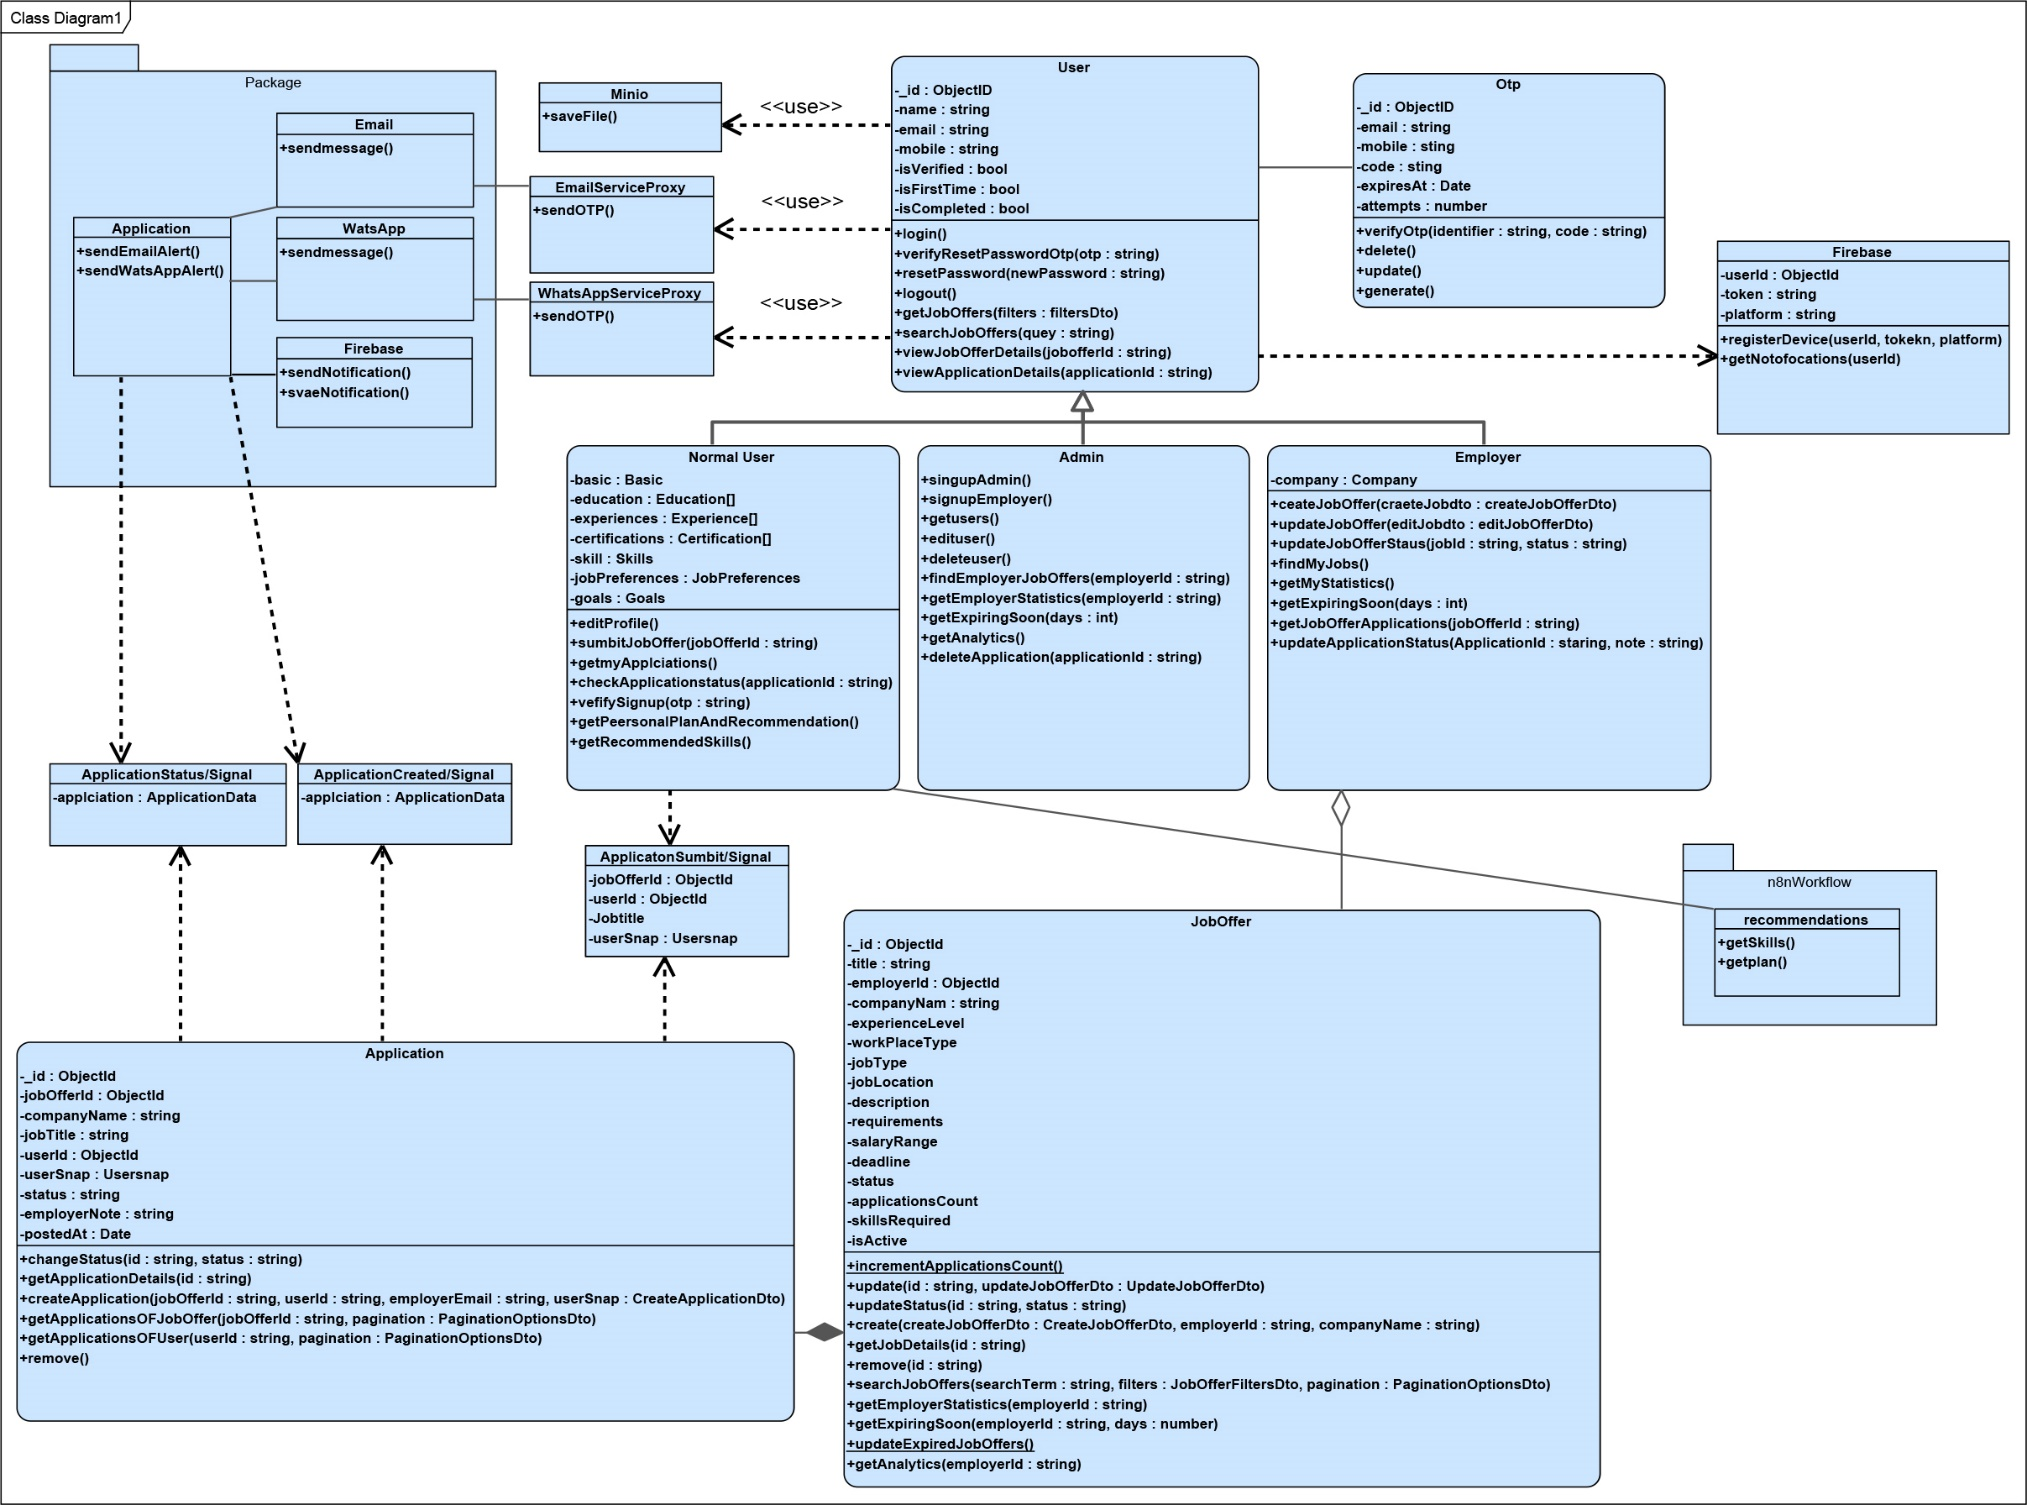 Class Diagram1
Package
Email
+sendmessage()
Application
+sendEmailAlert()
+sendWatsAppAlert()
WatsApp
+sendmessage()
Firebase
+sendNotification()
+svaeNotification()
Minio
+saveFile()
EmailServiceProxy
+sendOTP()
WhatsAppServiceProxy
+sendOTP()
<<use>>
<<use>>
<<use>>
User
-_id : ObjectID
-name : string
-email : string
-mobile : string
-isVerified : bool
-isFirstTime : bool
-isCompleted : bool
+login()
+verifyResetPasswordOtp(otp : string)
+resetPassword(newPassword : string)
+logout()
+getJobOffers(filters : filtersDto)
+searchJobOffers(quey : string)
+viewJobOfferDetails(jobofferId : string)
+viewApplicationDetails(applicationId : string)
Otp
-_id : ObjectID
-email : string
-mobile : sting
-code : sting
-expiresAt : Date
-attempts : number
+verifyOtp(identifier : string, code : string)
+delete()
+update()
+generate()
Firebase
-userId : ObjectId
-token : string
-platform : string
+registerDevice(userId, tokekn, platform)
+getNotofocations(userId)
Normal User
-basic : Basic
-education : Education[]
-experiences : Experience[]
-certifications : Certification[]
-skill : Skills
-jobPreferences : JobPreferences
-goals : Goals
+editProfile()
+sumbitJobOffer(jobOfferId : string)
+getmyApplciations()
+checkApplicationstatus(applicationId : string)
+vefifySignup(otp : string)
+getPeersonalPlanAndRecommendation()
+getRecommendedSkills()
Admin
+singupAdmin()
+signupEmployer()
+getusers()
+edituser()
+deleteuser()
+findEmployerJobOffers(employerId : string)
+getEmployerStatistics(employerId : string)
+getExpiringSoon(days : int)
+getAnalytics()
+deleteApplication(applicationId : string)
Employer
-company : Company
+ceateJobOffer(craeteJobdto : createJobOfferDto)
+updateJobOffer(editJobdto : editJobOfferDto)
+updateJobOfferStaus(jobId : string, status : string)
+findMyJobs()
+getMyStatistics()
+getExpiringSoon(days : int)
+getJobOfferApplications(jobOfferId : string)
+updateApplicationStatus(ApplicationId : staring, note : string)
ApplicationStatus/Signal
-applciation : ApplicationData
ApplicationCreated/Signal
-applciation : ApplicationData
ApplicatonSumbit/Signal
-jobOfferId : ObjectId
-userId : ObjectId
-Jobtitle
-userSnap : Usersnap
n8nWorkflow
recommendations
+getSkills()
+getplan()
Application
-_id : ObjectId
-jobOfferId : ObjectId
-companyName : string
-jobTitle : string
-userId : ObjectId
-userSnap : Usersnap
-status : string
-employerNote : string
-postedAt : Date
+changeStatus(id : string, status : string)
+getApplicationDetails(id : string)
+createApplication(jobOfferId : string, userId : string, employerEmail : string, userSnap : CreateApplicationDto)
+getApplicationsOFJobOffer(jobOfferId : string, pagination : PaginationOptionsDto)
+getApplicationsOFUser(userId : string, pagination : PaginationOptionsDto)
+remove()
JobOffer
-_id : ObjectId
-title : string
-employerId : ObjectId
-companyNam : string
-experienceLevel
-workPlaceType
-jobType
-jobLocation
-description
-requirements
-salaryRange
-deadline
-status
-applicationsCount
-skillsRequired
-isActive
+incrementApplicationsCount()
+update(id : string, updateJobOfferDto : UpdateJobOfferDto)
+updateStatus(id : string, status : string)
+create(createJobOfferDto : CreateJobOfferDto, employerId : string, companyName : string)
+getJobDetails(id : string)
+remove(id : string)
+searchJobOffers(searchTerm : string, filters : JobOfferFiltersDto, pagination : PaginationOptionsDto)
+getEmployerStatistics(employerId : string)
+getExpiringSoon(employerId : string, days : number)
+updateExpiredJobOffers()
+getAnalytics(employerId : string)